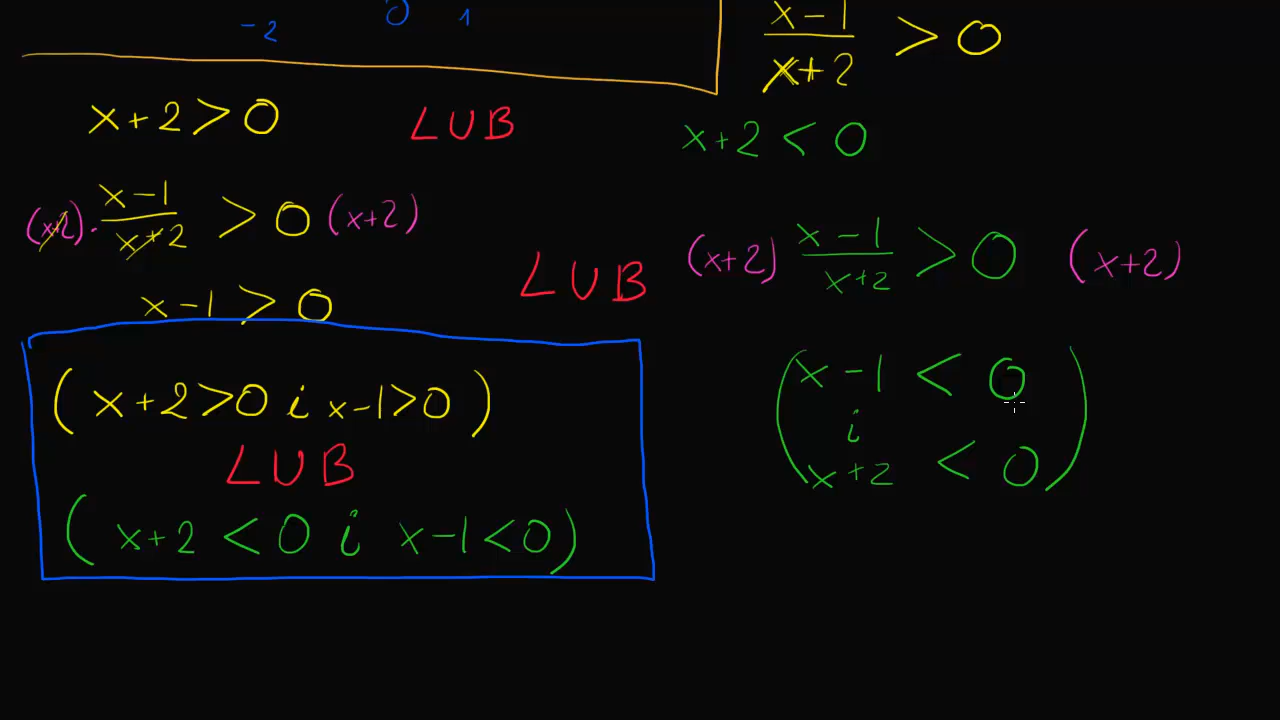 -2 0 1
x-1
x+2 > 0
x+2>0 LUB x+2<0
(x+2) · x-1
x+2 > 0 (x+2)
x-1>0
LUB
(x+2) x-1
x+2 > 0 (x+2)
(x+2>0 i x-1>0)
LUB
(x+2<0 i x-1<0)
(x-1<0
i
x+2<0)